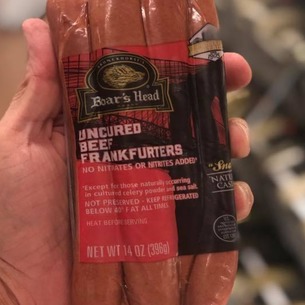 Boar's Head
UNCURED
BEEF
FRANKFURTERS
NO NITRATES OR NITRITES ADDED*
*Except for those naturally occurring
in cultured celery powder and sea salt.
NOT PRESERVED - KEEP REFRIGERATED
BELOW 40°F AT ALL TIMES
HEAT BEFORE SERVING
NET WT 14 OZ (396g)